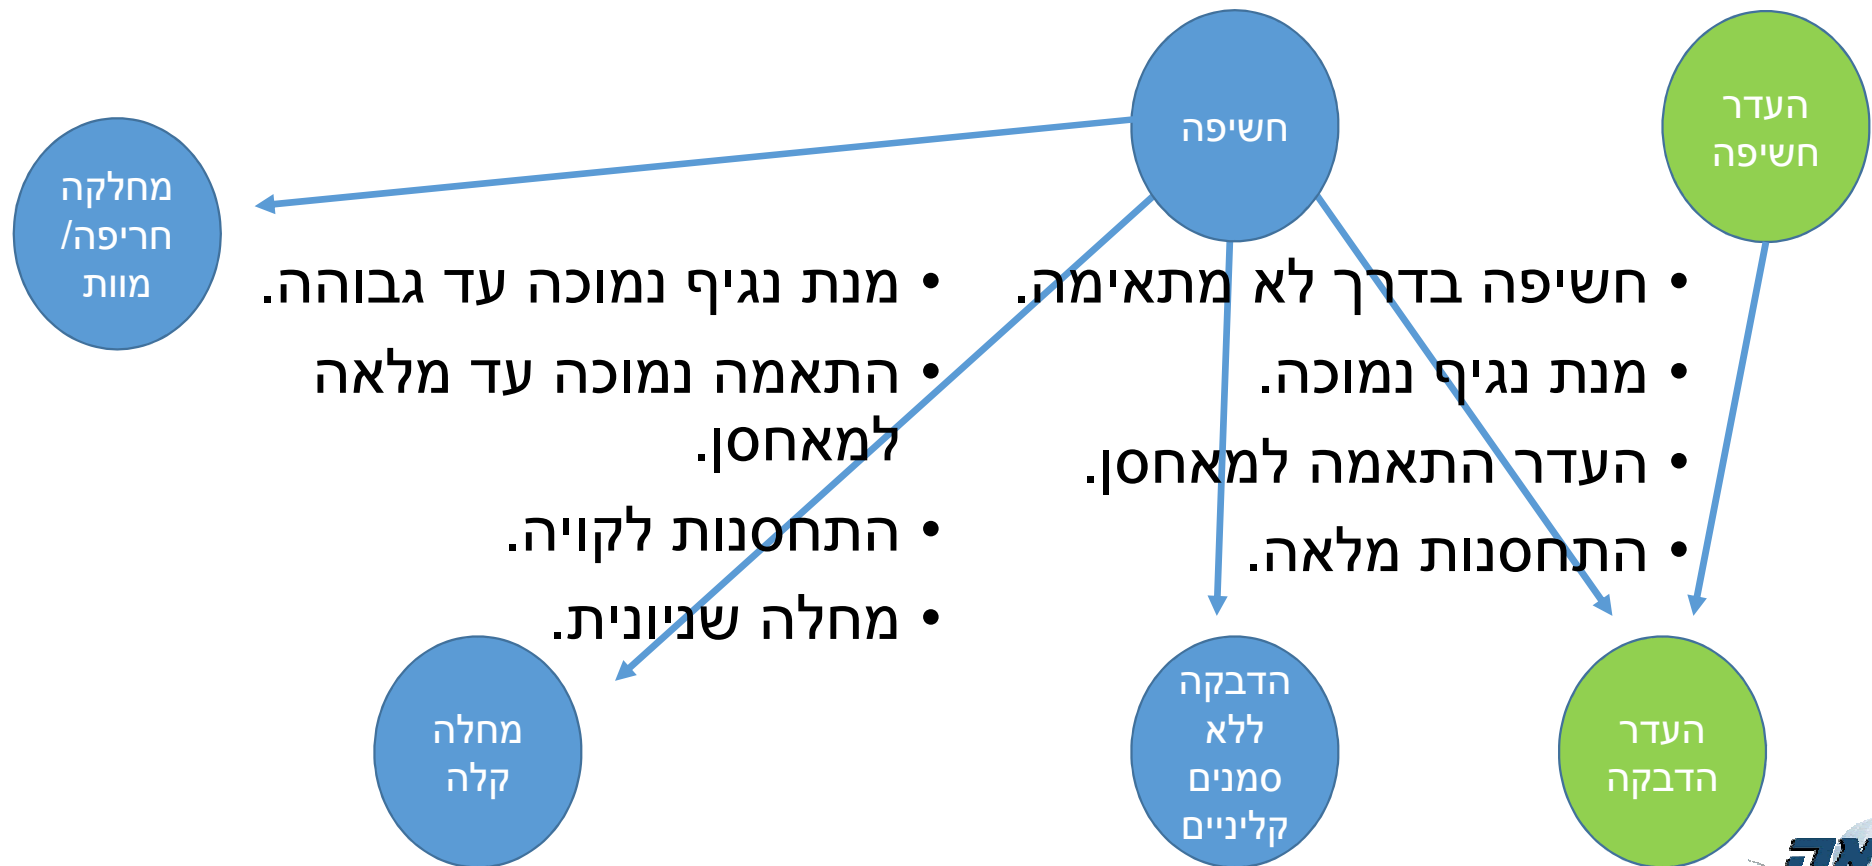 העדר
חשיפה
חשיפה
מחלקה
חריפה/
מוות
• חשיפה בדרך לא מתאימה.
• מנת נגיף נמוכה.
• העדר התאמה למאחסן.
• התחסנות מלאה.
• מנת נגיף נמוכה עד גבוהה.
• התאמה נמוכה עד מלאה
למאחסן.
• התחסנות לקויה.
• מחלה שניונית.
העדר
הדבקה
הדבקה
ללא
סמנים
קליניים
מחלה
קלה